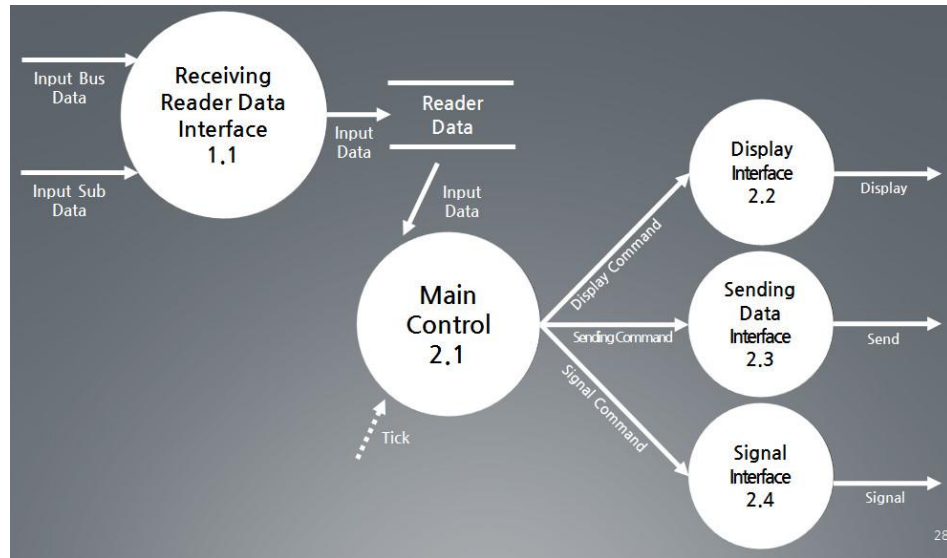 Input Bus
Data
Input Sub
Data
Receiving
Reader Data
Interface
1.1
Input
Data
Reader
Data
Input
Data
Main
Control
2.1
Tick
Display Command
Sending Command
Signal Command
Display
Interface
2.2
Display
Sending
Data
Interface
2.3
Send
Signal
Interface
2.4
Signal
28